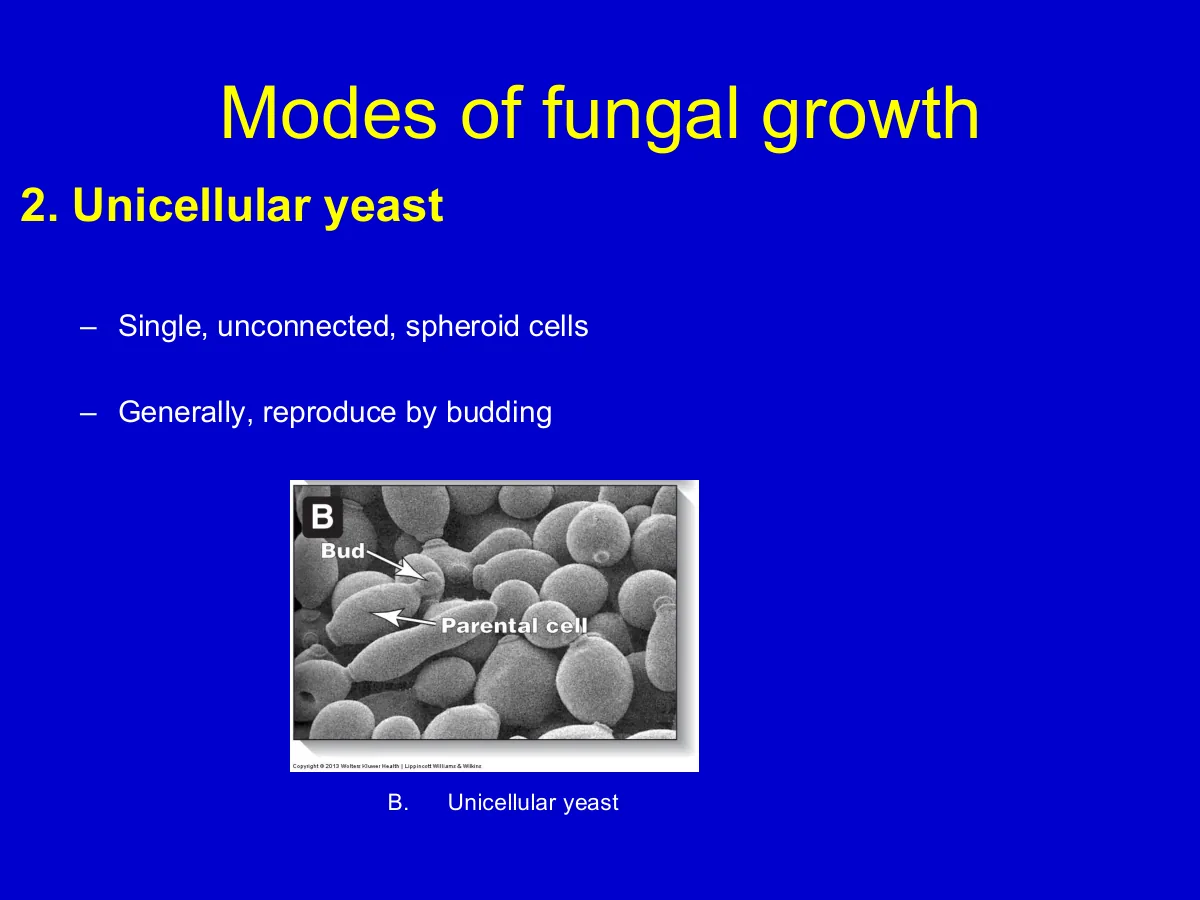 Modes of fungal growth
2. Unicellular yeast
– Single, unconnected, spheroid cells
– Generally, reproduce by budding
B
Bud
Parental cell
Copyright © 2013 Wolters Kluwer Health | Lippincott Williams & Wilkins
B. Unicellular yeast